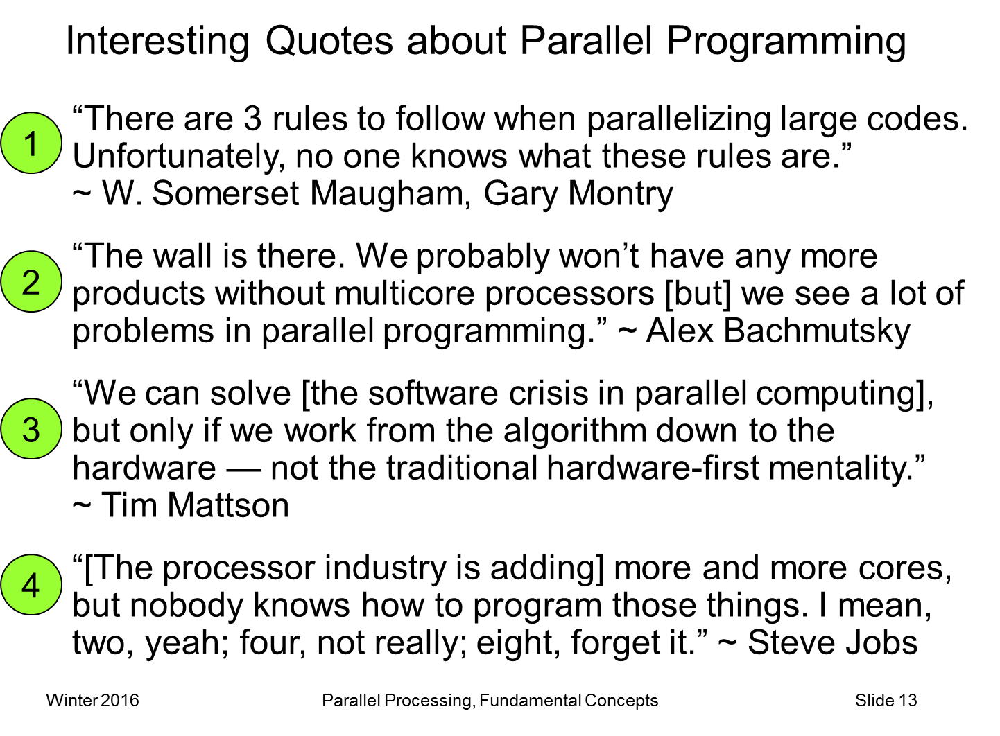 Interesting Quotes about Parallel Programming
1
“There are 3 rules to follow when parallelizing large codes.
Unfortunately, no one knows what these rules are.”
~ W. Somerset Maugham, Gary Montry
2
“The wall is there. We probably won’t have any more
products without multicore processors [but] we see a lot of
problems in parallel programming.” ~ Alex Bachmutsky
3
“We can solve [the software crisis in parallel computing],
but only if we work from the algorithm down to the
hardware — not the traditional hardware-first mentality.”
~ Tim Mattson
4
“[The processor industry is adding] more and more cores,
but nobody knows how to program those things. I mean,
two, yeah; four, not really; eight, forget it.” ~ Steve Jobs
Winter 2016 Parallel Processing, Fundamental Concepts Slide 13